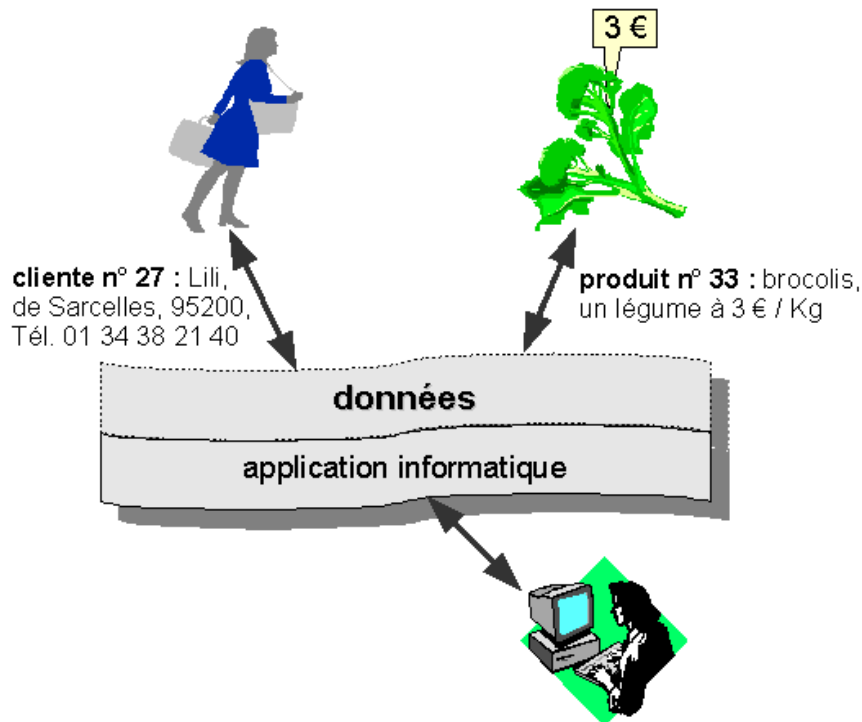 3 €
cliente n° 27 : Lili,
de Sarcelles, 95200,
Tél. 01 34 38 21 40
produit n° 33 : brocolis,
un légume à 3 € / Kg
données
application informatique